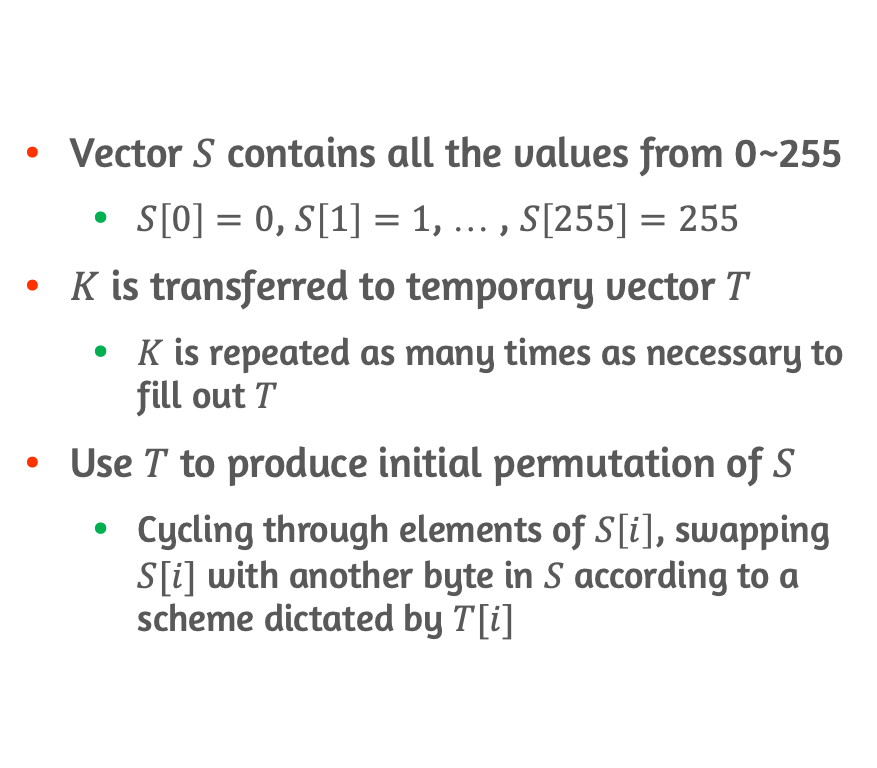 • Vector S contains all the values from 0~255
• S[0] = 0, S[1] = 1, … , S[255] = 255
• K is transferred to temporary vector T
• K is repeated as many times as necessary to
fill out T
• Use T to produce initial permutation of S
• Cycling through elements of S[i], swapping
S[i] with another byte in S according to a
scheme dictated by T[i]